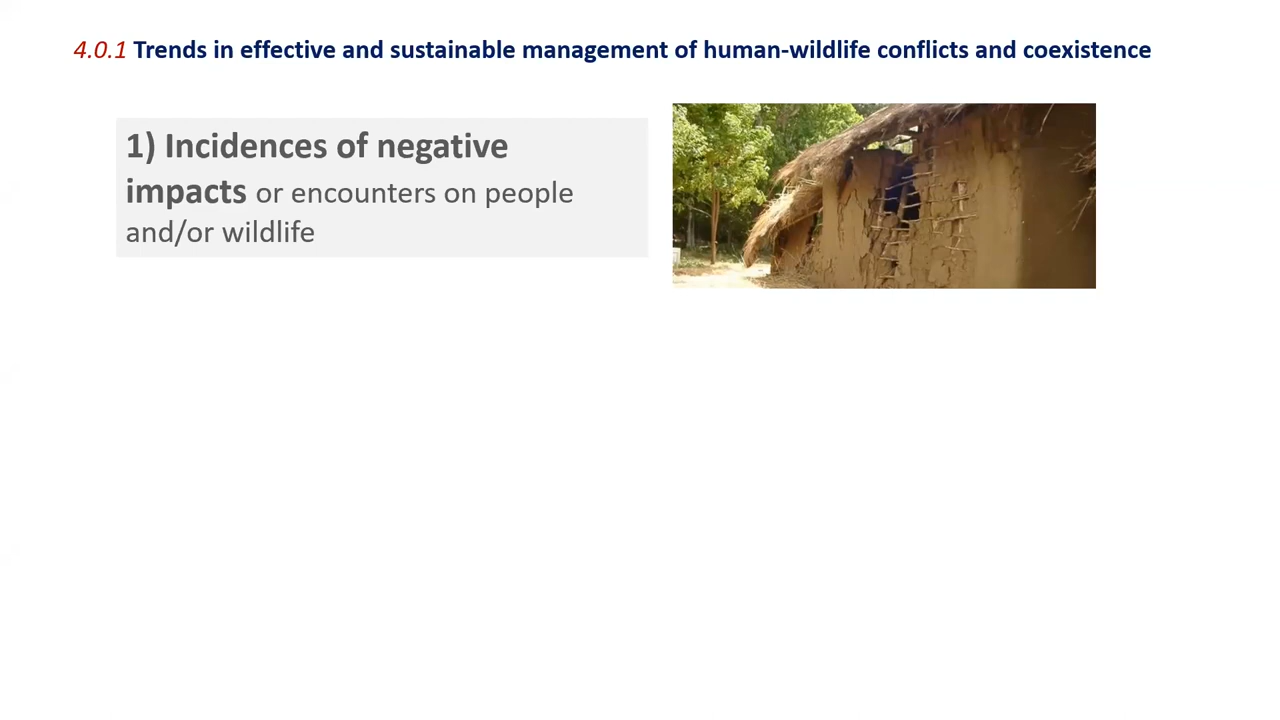 4.0.1 Trends in effective and sustainable management of human-wildlife conflicts and coexistence
1) Incidences of negative
impacts or encounters on people
and/or wildlife